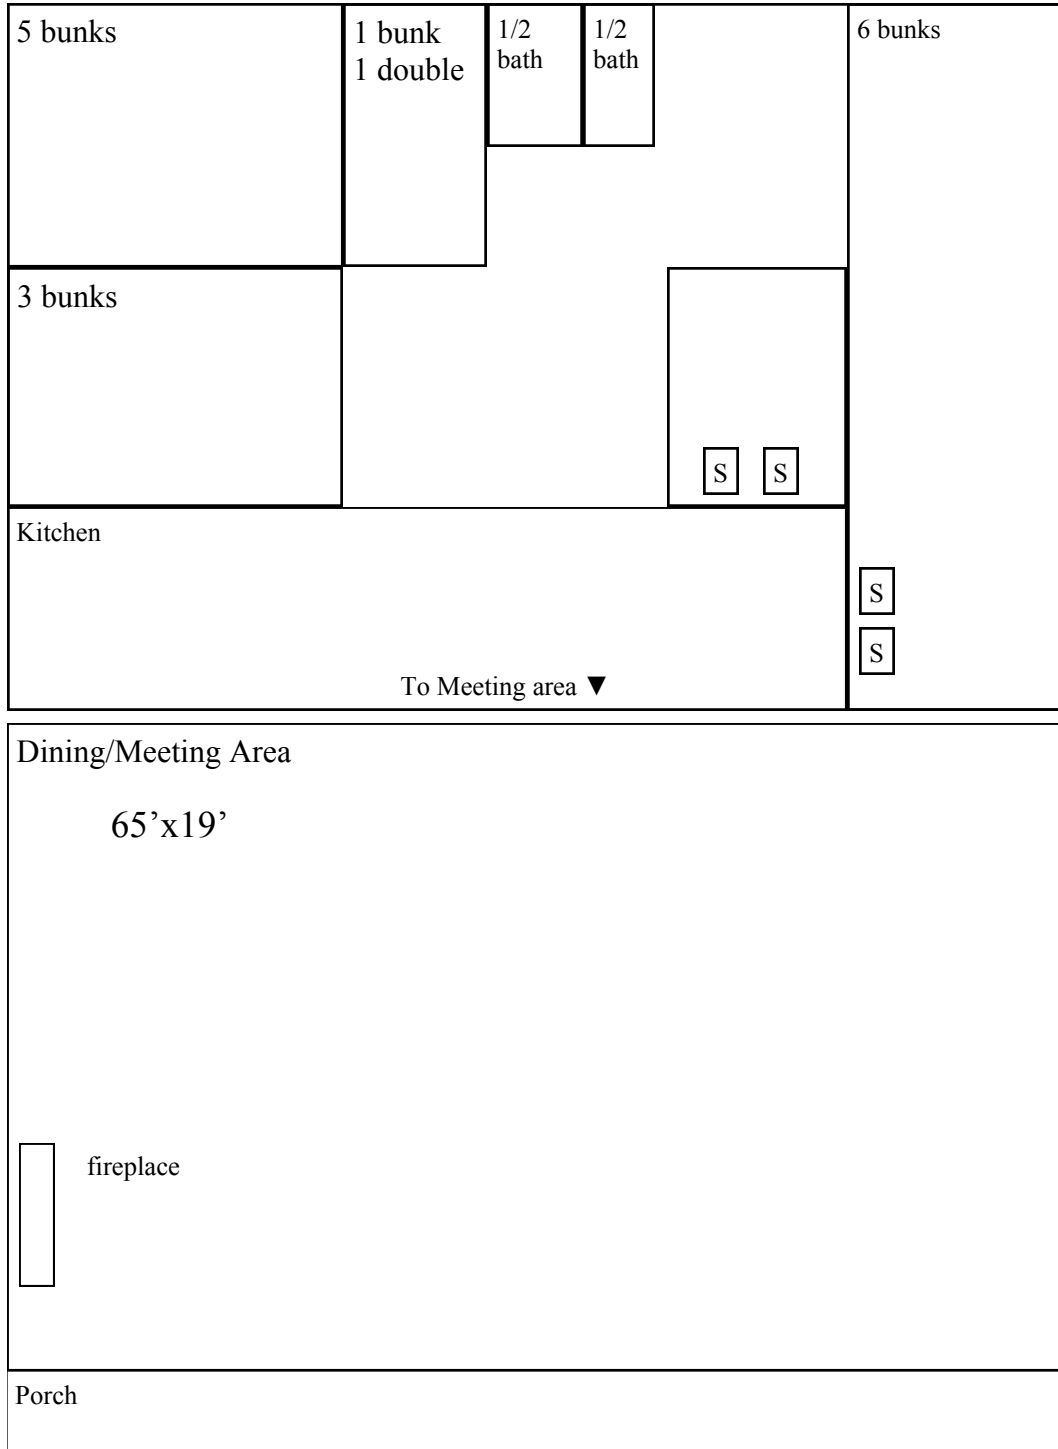 5 bunks
1 bunk
1 double
1/2
bath
1/2
bath
6 bunks
3 bunks
S
S
Kitchen
S
S
To Meeting area ▼
Dining/Meeting Area
65’x19’
fireplace
Porch